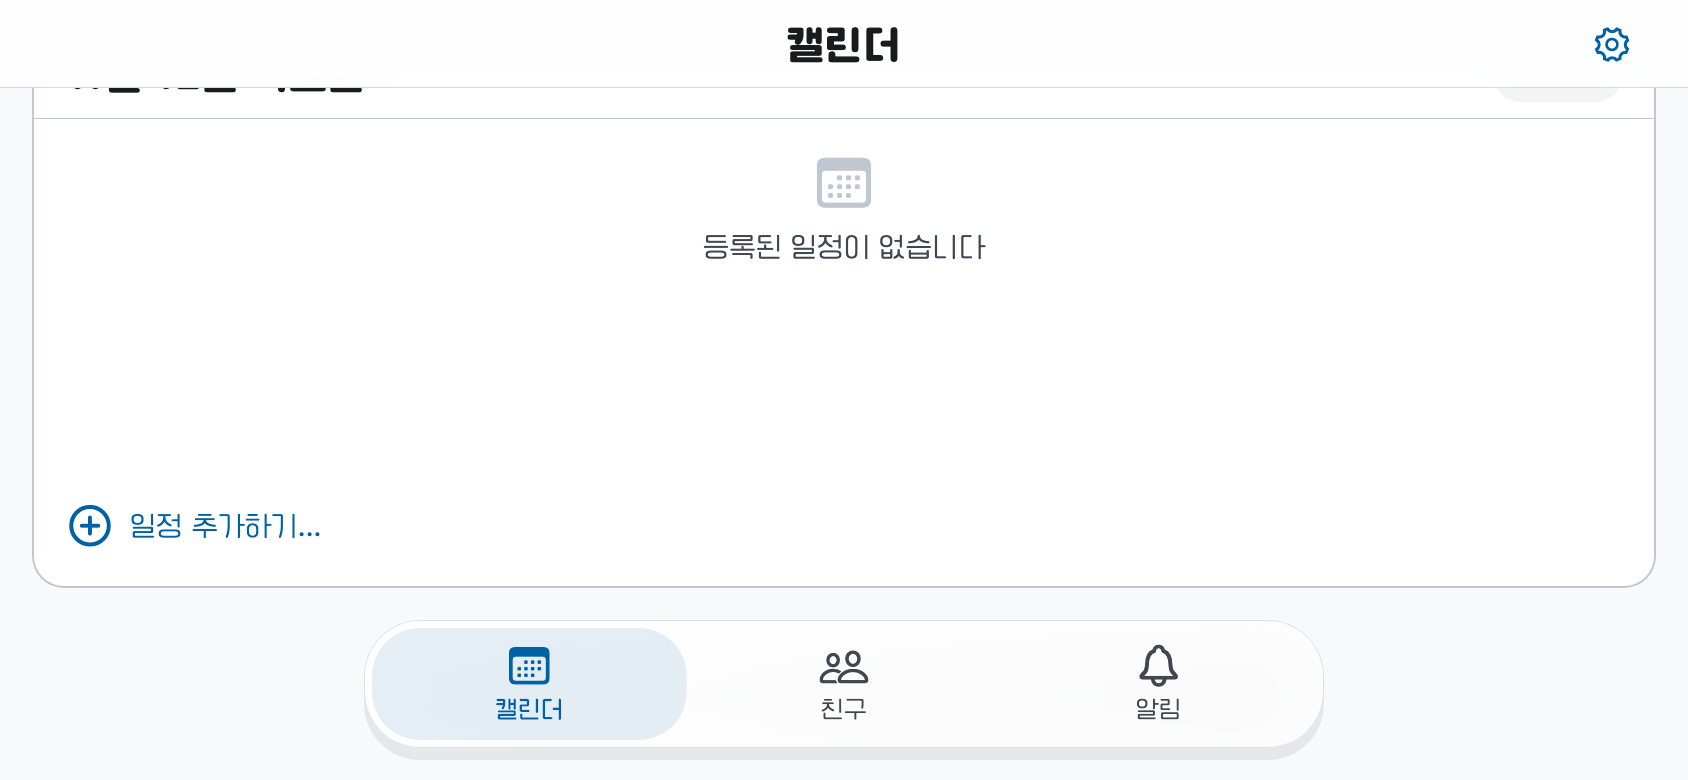 캘린더
등록된 일정이 없습니다
일정 추가하기...
캘린더
친구
알림